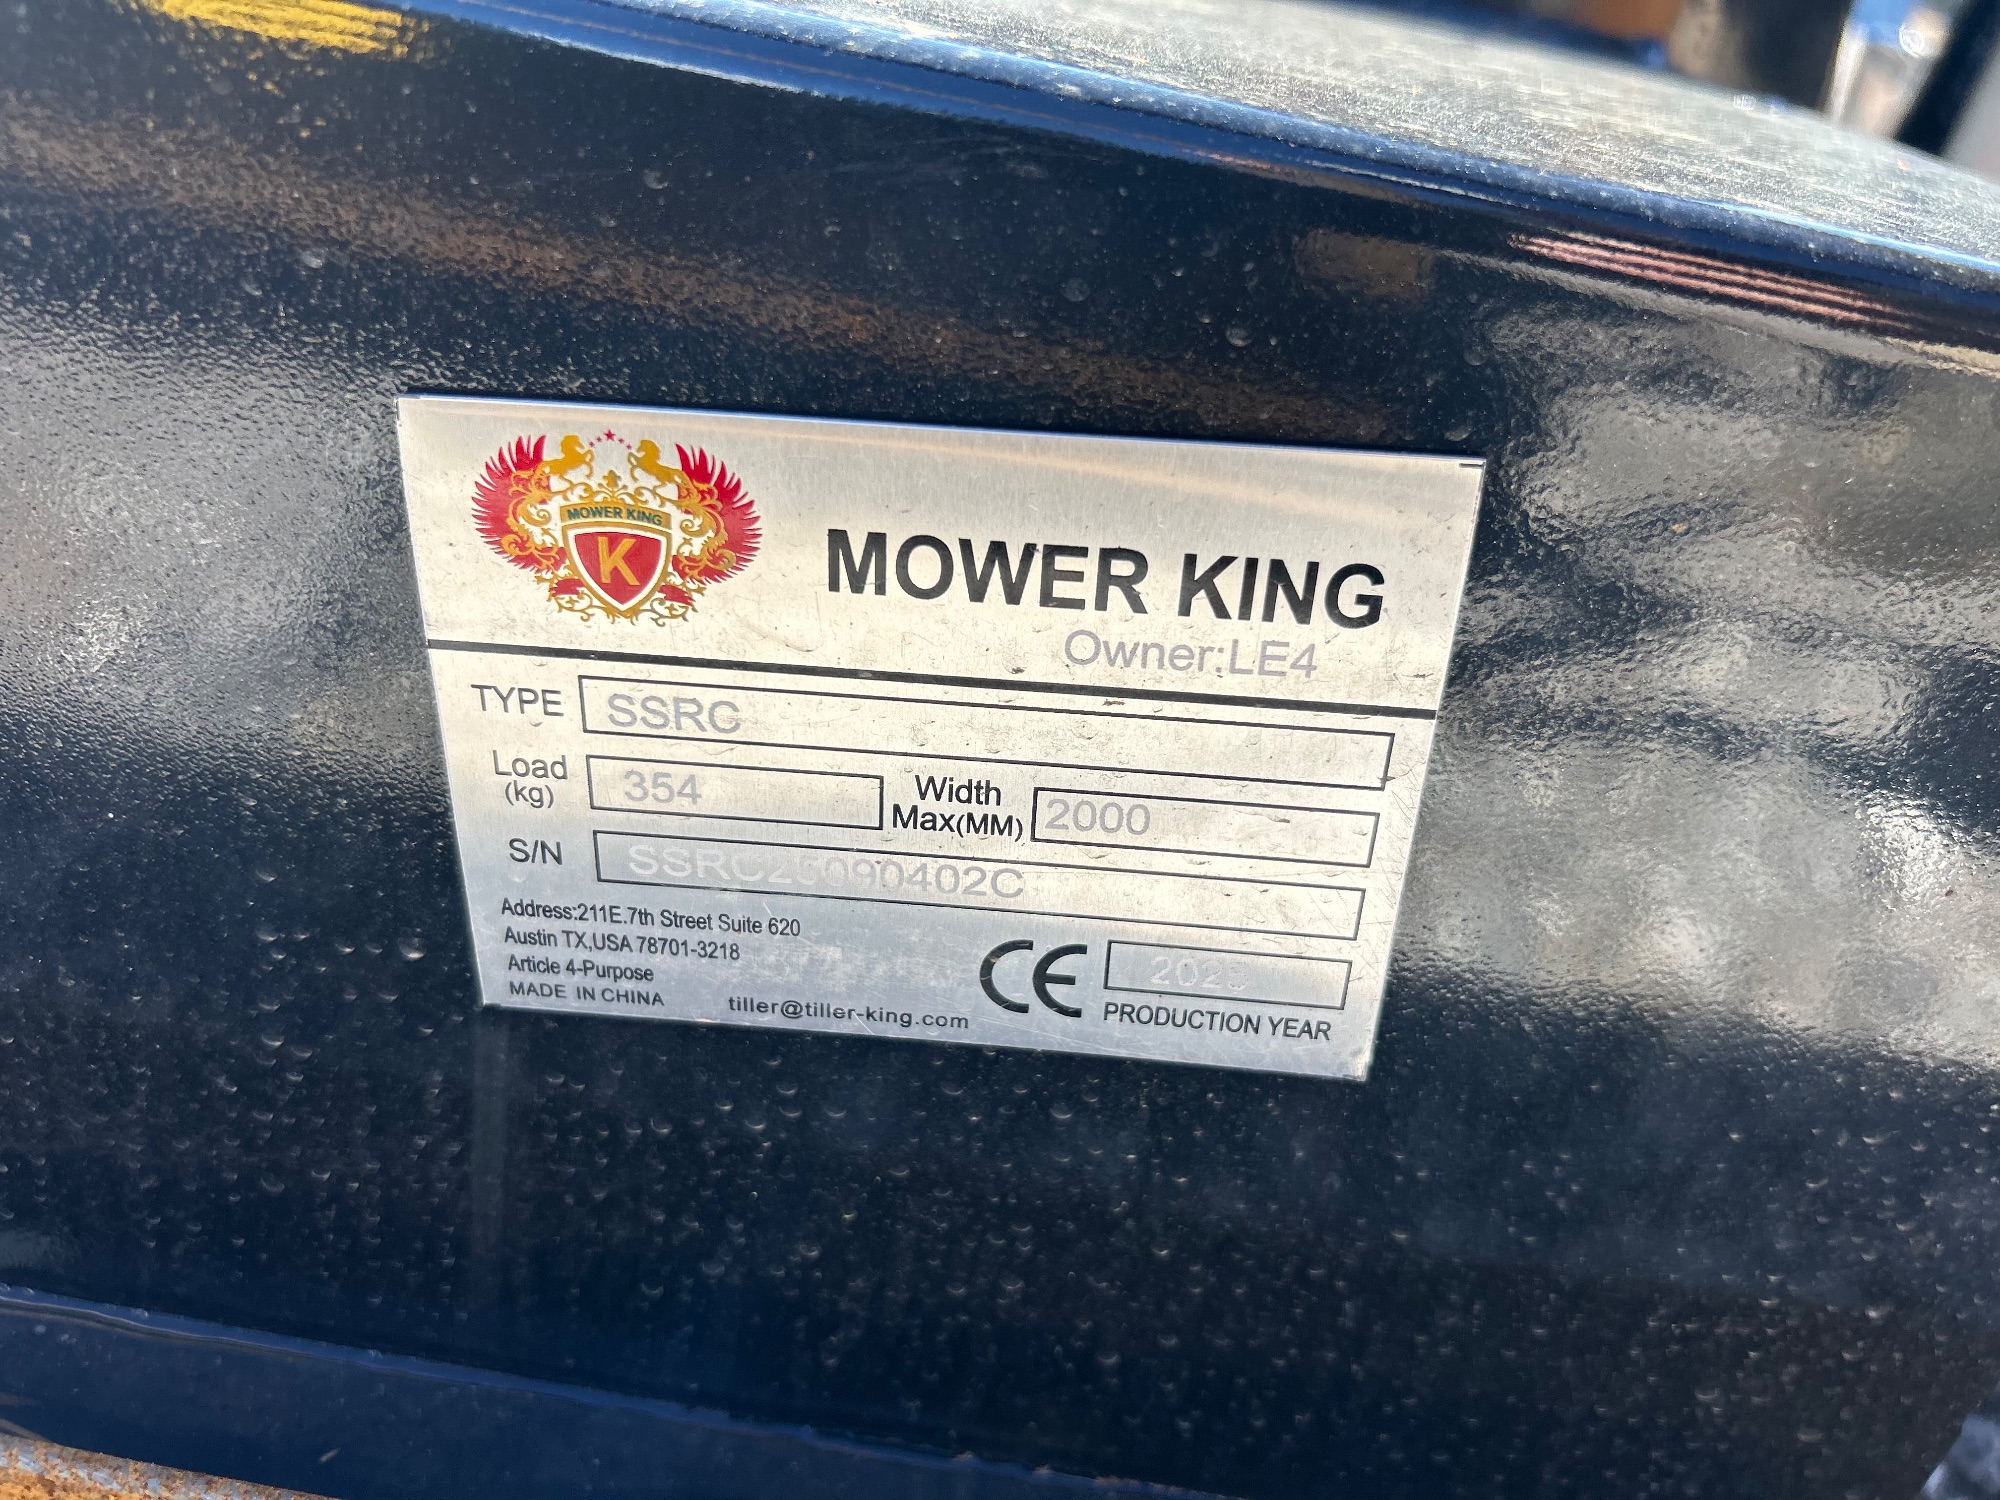 MOWER KING
K
MOWER KING
Owner:LE4
TYPE SSRC
Load (kg) 354 Width Max(MM) 2000
S/N SSRC25090402C
Address:211E.7th Street Suite 620
Austin TX,USA 78701-3218
Article 4-Purpose
MADE IN CHINA
tiller@tiller-king.com
CE
PRODUCTION YEAR